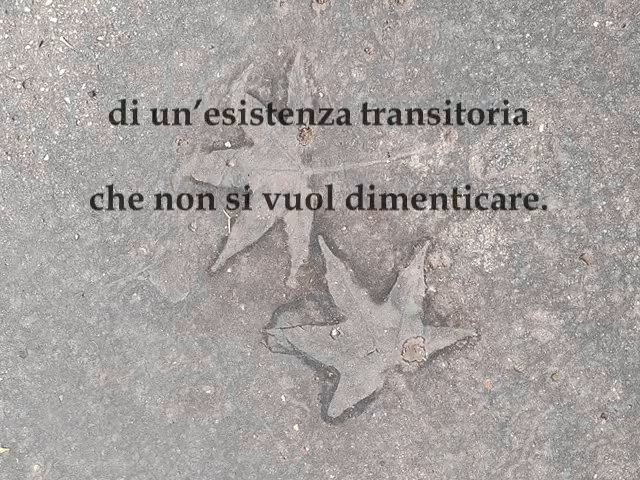 di un’esistenza transitoria
che non si vuol dimenticare.